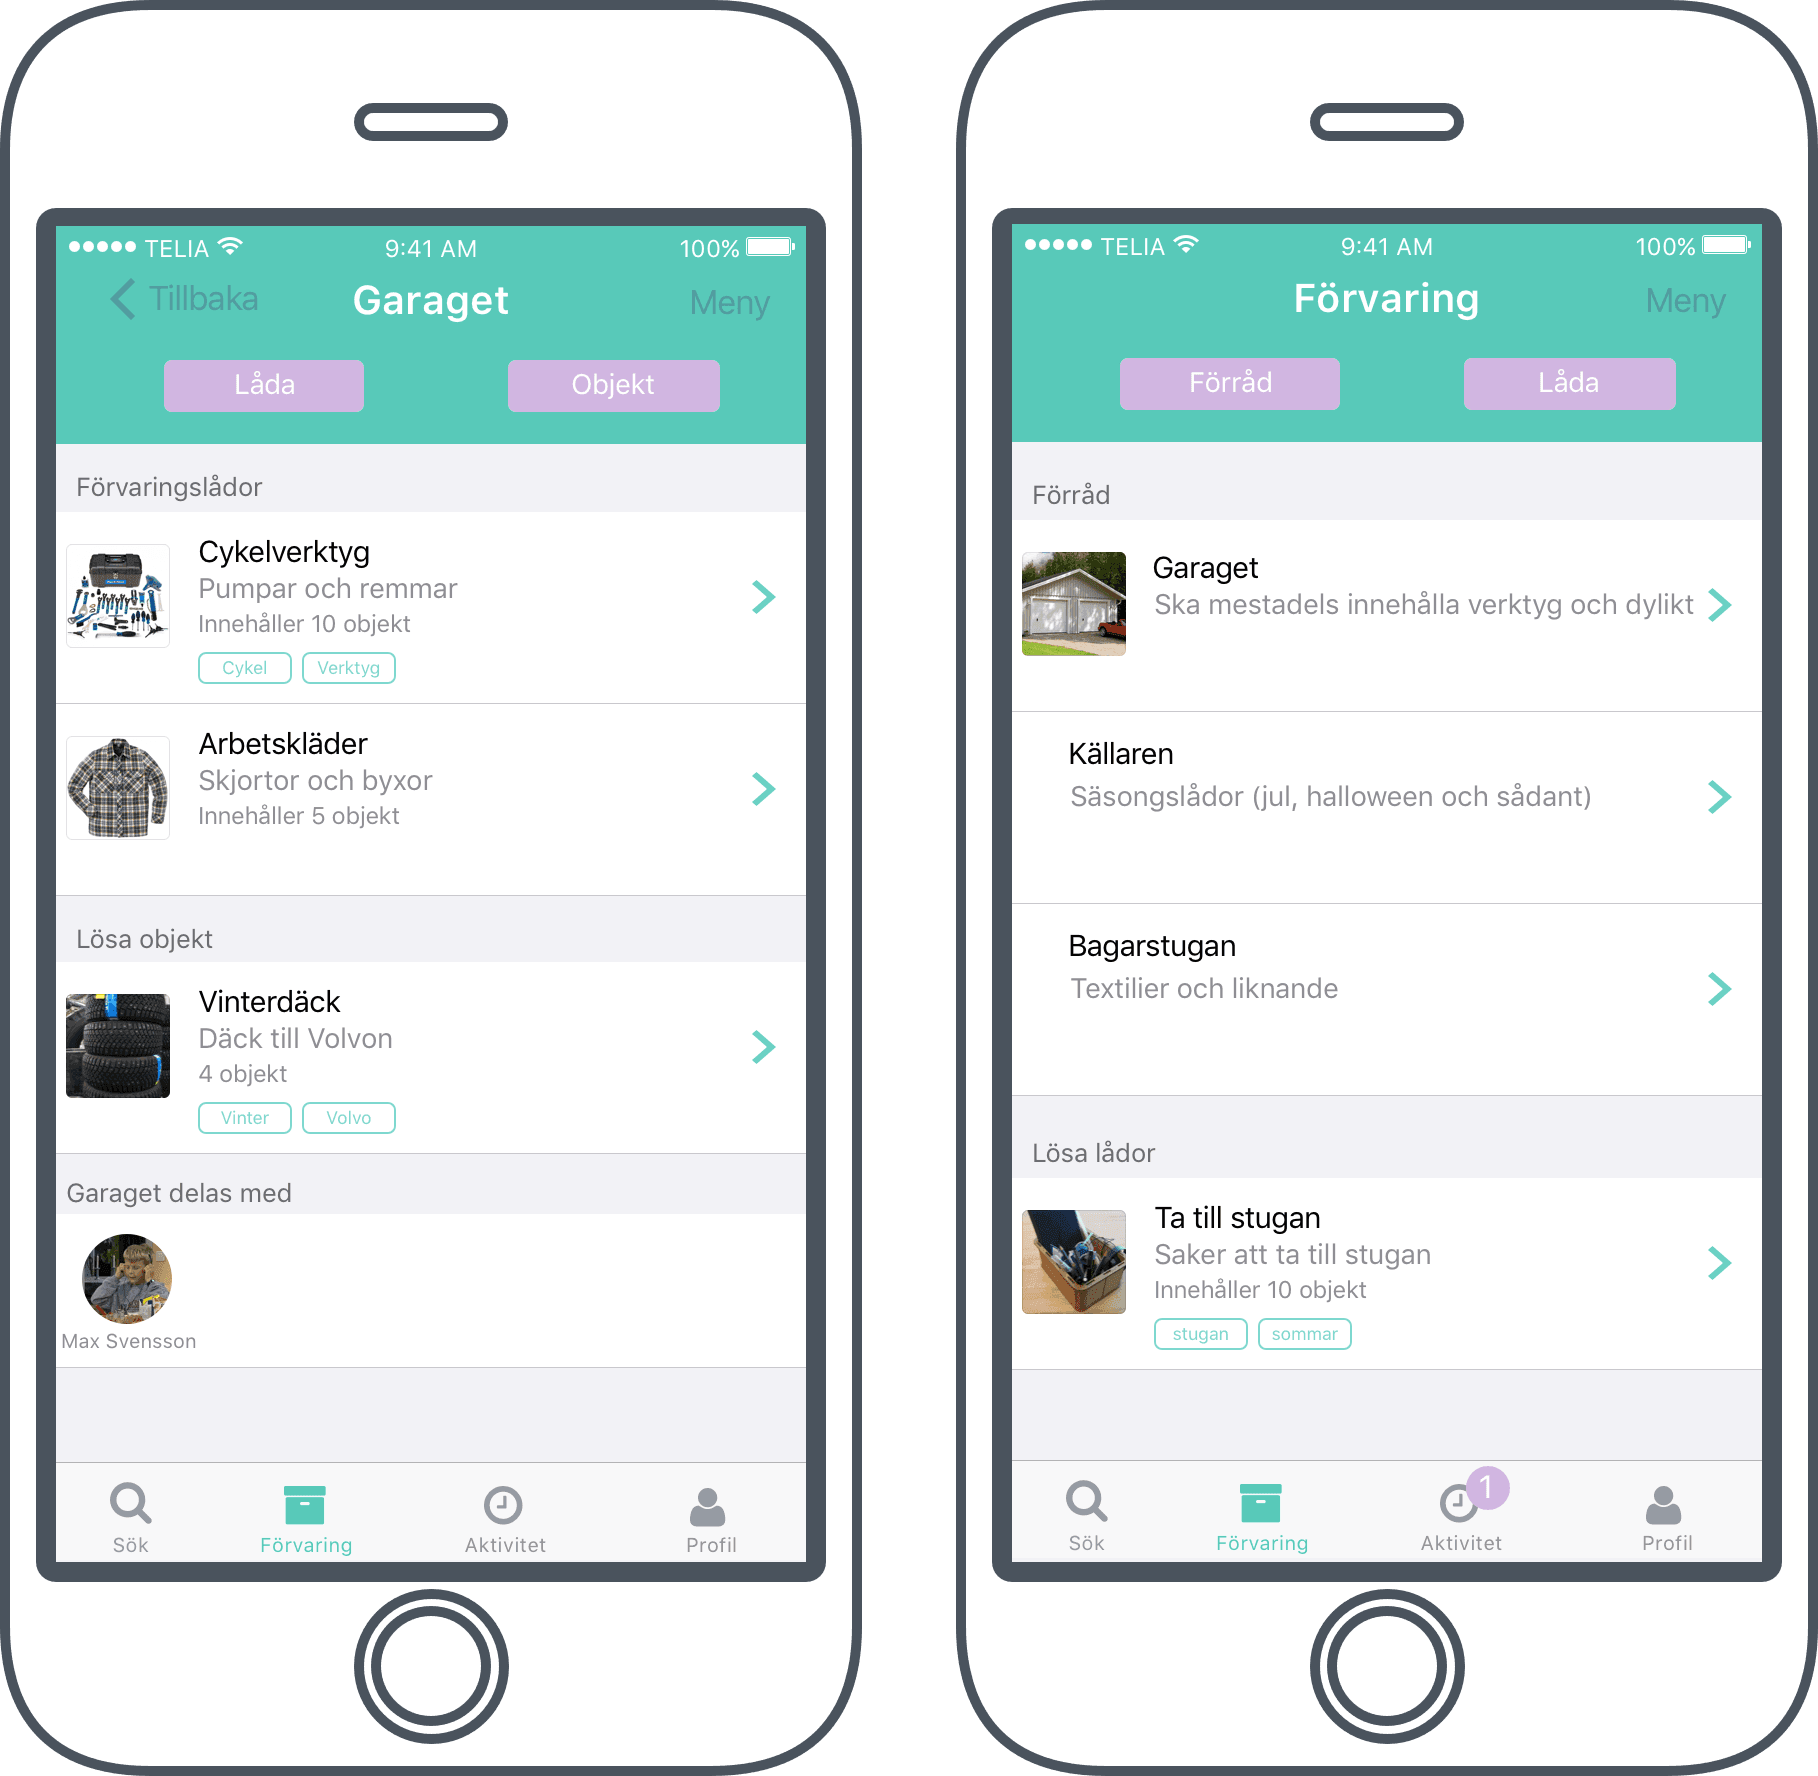 TELIA
9:41 AM
100%
Tillbaka
Garaget
Meny
Låda
Objekt
Förvaringslådor
Cykelverktyg
Pumpar och remmar
Innehåller 10 objekt
Cykel
Verktyg
Arbetskläder
Skjortor och byxor
Innehåller 5 objekt
Lösa objekt
Vinterdäck
Däck till Volvon
4 objekt
Vinter
Volvo
Garaget delas med
Max Svensson
Sök
Förvaring
Aktivitet
Profil
TELIA
9:41 AM
100%
Förvaring
Meny
Förråd
Låda
Förråd
Garaget
Ska mestadels innehålla verktyg och dylikt
Källaren
Säsongslådor (jul, halloween och sådant)
Bagarstugan
Textilier och liknande
Lösa lådor
Ta till stugan
Saker att ta till stugan
Innehåller 10 objekt
stugan
sommar
1
Sök
Förvaring
Aktivitet
Profil